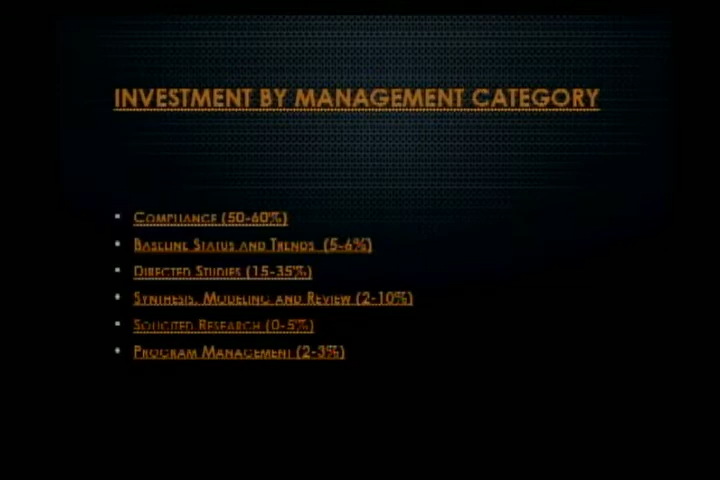 INVESTMENT BY MANAGEMENT CATEGORY
• COMPLIANCE (50-60%)
• BASELINE STATUS AND TRENDS (5-6%)
• DIRECTED STUDIES (15-35%)
• SYNTHESIS, MODELING AND REVIEW (2-10%)
• SOLICITED RESEARCH (0-5%)
• PROGRAM MANAGEMENT (2-3%)